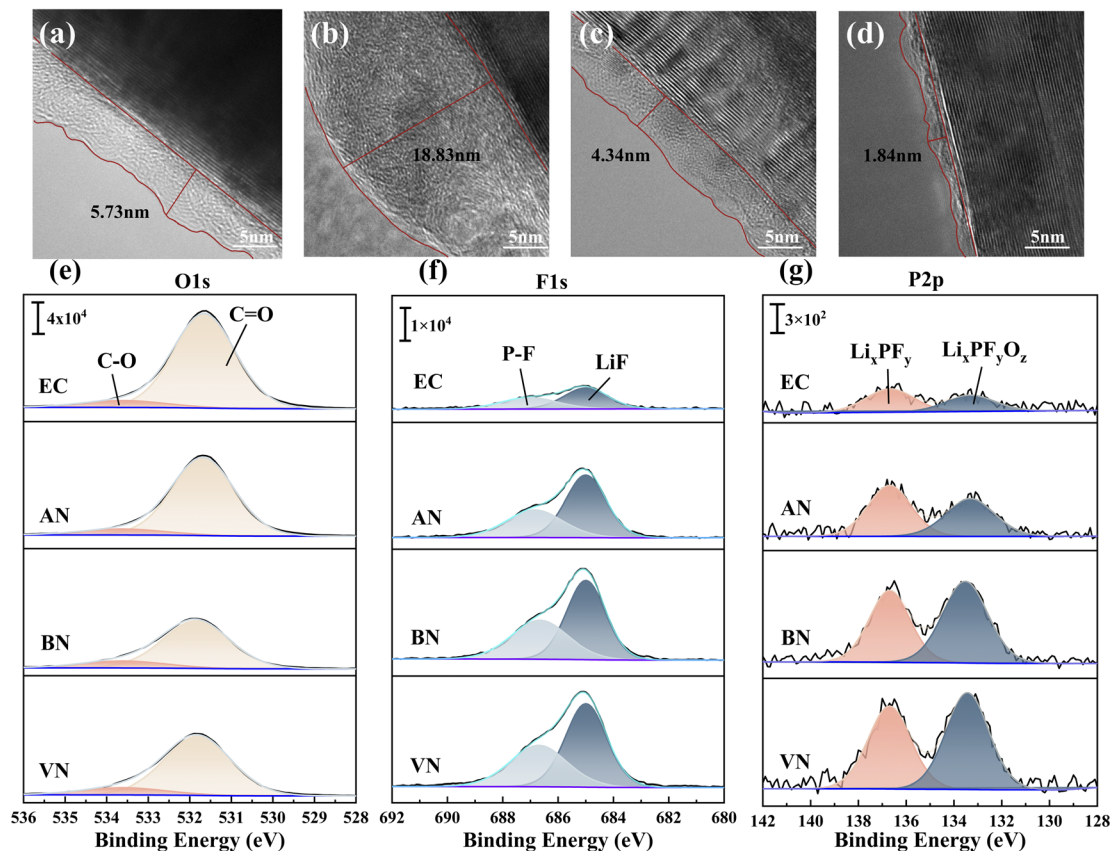 (a)
5.73nm
5nm
(b)
18.83nm
5nm
(c)
4.34nm
5nm
(d)
1.84nm
5nm
(e)
O1s
4x10⁴
C=O
C-O
EC
AN
BN
VN
536 535 534 533 532 531 530 529 528
Binding Energy (eV)
(f)
F1s
1×10⁴
P-F
LiF
EC
AN
BN
VN
692 690 688 686 684 682 680
Binding Energy (eV)
(g)
P2p
3×10²
LiₓPFᵧ
LiₓPFᵧO_z
EC
AN
BN
VN
142 140 138 136 134 132 130 128
Binding Energy (eV)